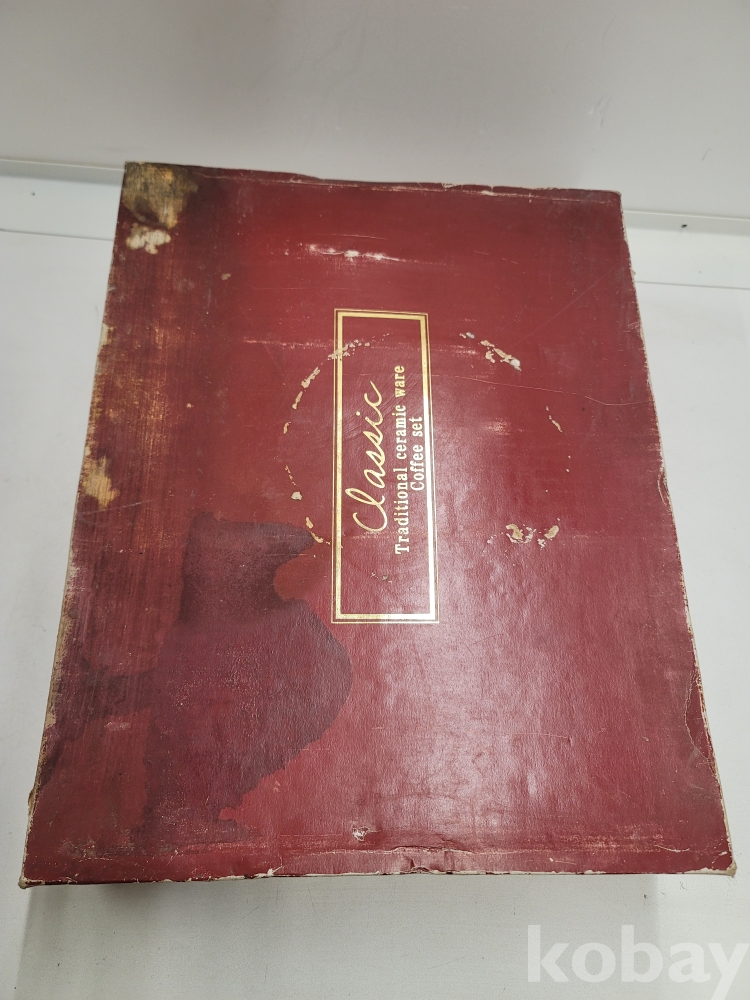 Classic
Traditional ceramic ware
Coffee set
kobay